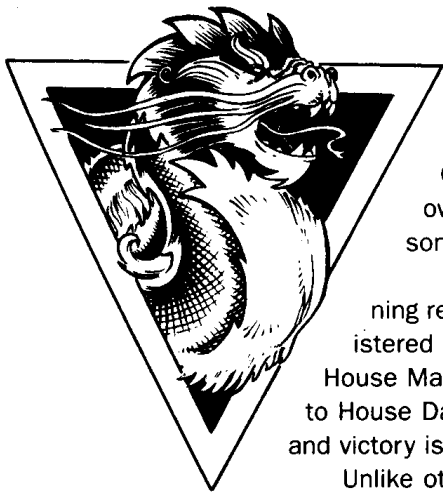 ov
son
ning re
istered
House Ma
to House Da
and victory is
Unlike ot